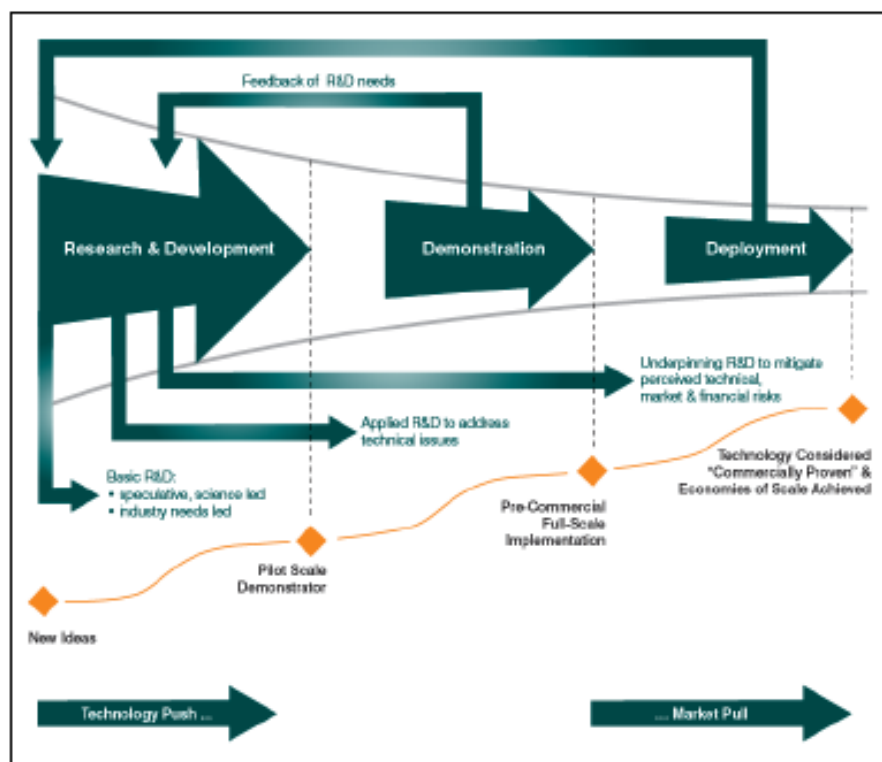 Feedback of R&D needs
Research & Development
Demonstration
Deployment
Underpinning R&D to mitigate
perceived technical,
market & financial risks
Applied R&D to address
technical issues
Basic R&D:
• speculative, science led
• industry needs led
Technology Considered
"Commercially Proven" &
Economies of Scale Achieved
Pre-Commercial
Full-Scale
Implementation
Pilot Scale
Demonstrator
New Ideas
Technology Push ...
.... Market Pull